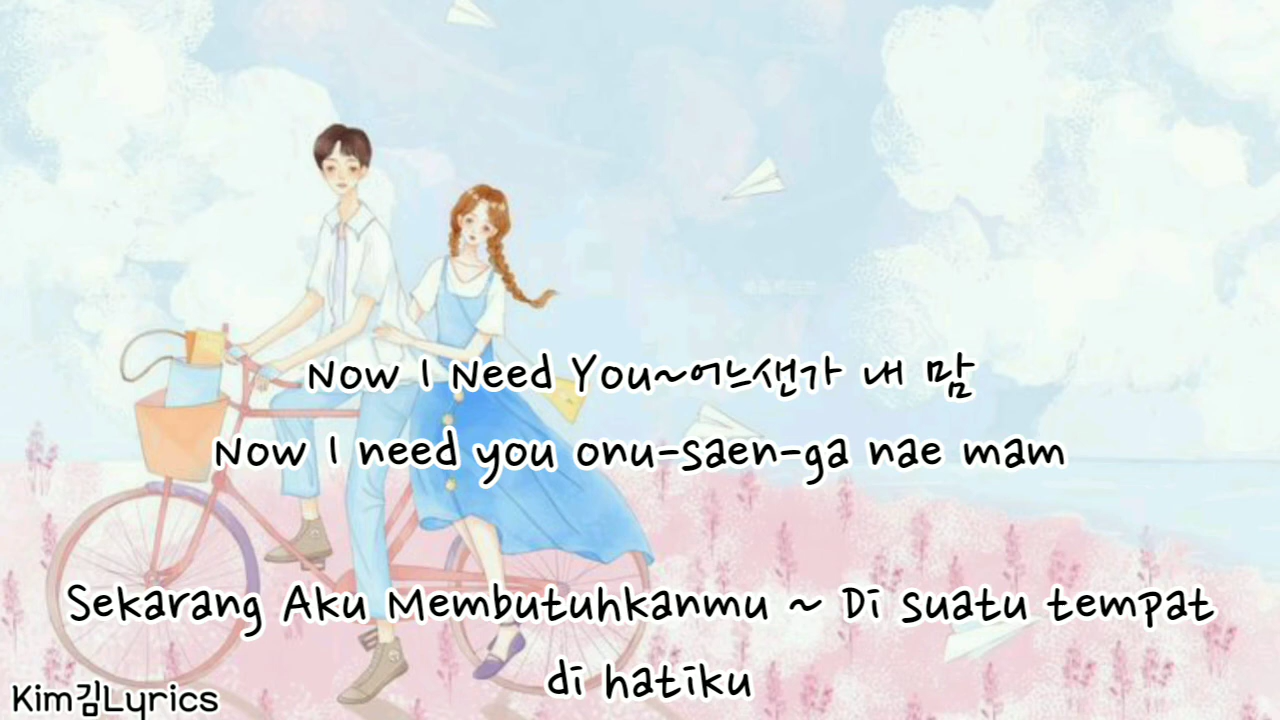 Now I Need You~어느샌가 내 맘
Now I need you onu-saen-ga nae mam
Sekarang Aku Membutuhkanmu ~ Di suatu tempat
di hatiku
Kim김Lyrics